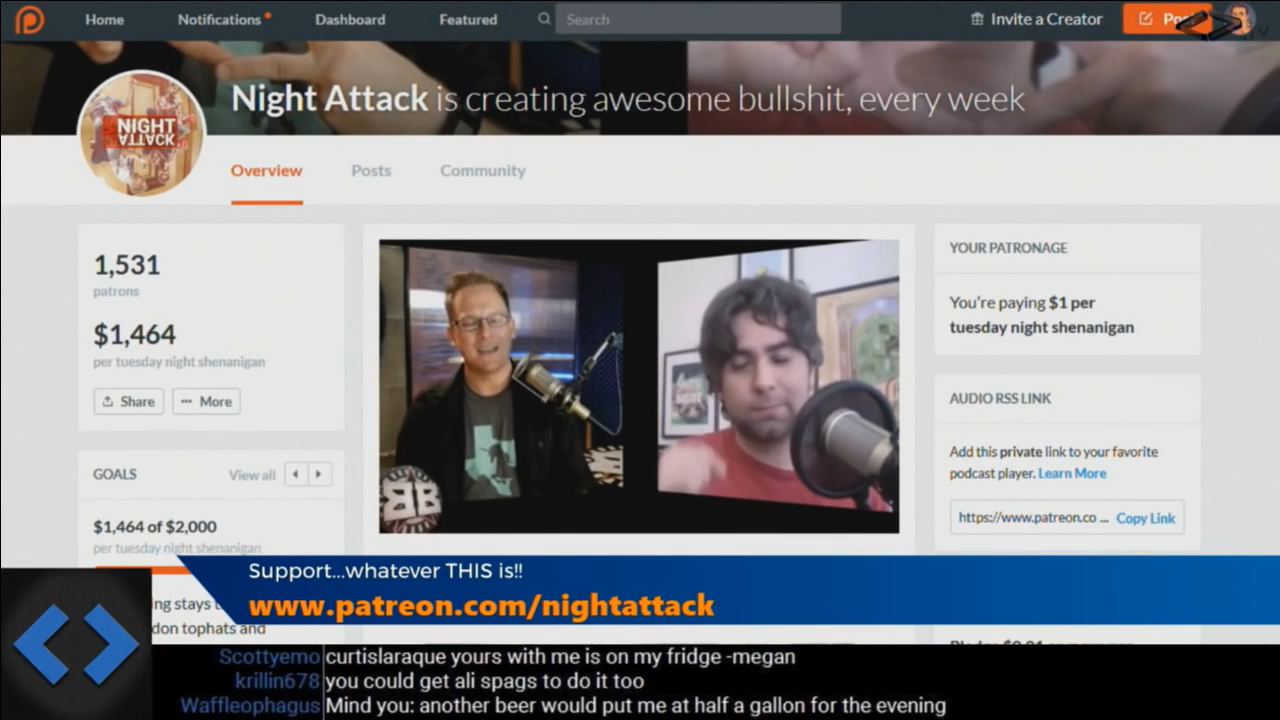 Home Notifications Dashboard Featured Search Invite a Creator
Night Attack is creating awesome bullshit, every week
NIGHT
ATTACK
Overview Posts Community
1,531
patrons
$1,464
per tuesday night shenanigan
Share More
GOALS View all
$1,464 of $2,000
per tuesday night shenanigan
YOUR PATRONAGE
You're paying $1 per
tuesday night shenanigan
AUDIO RSS LINK
Add this private link to your favorite
podcast player. Learn More
https://www.patreon.co ... Copy Link
BB
Support...whatever THIS is!!
www.patreon.com/nightattack
tophats and
Scottyemo curtislaraque yours with me is on my fridge -megan
krillin678 you could get ali spags to do it too
Waffleophagus Mind you: another beer would put me at half a gallon for the evening